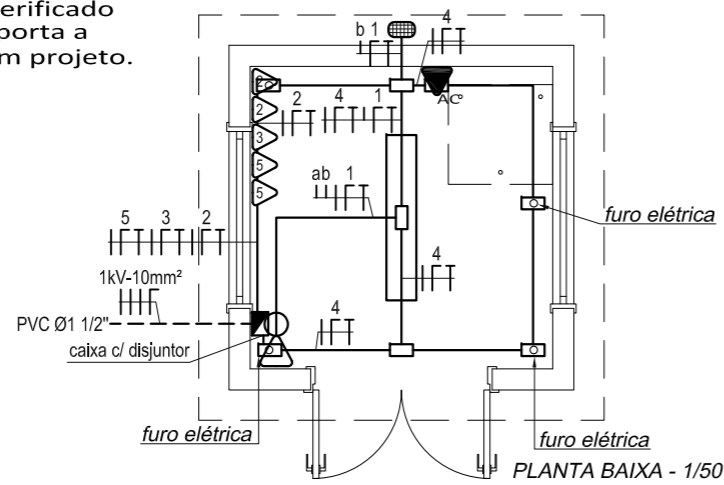 erificado
porta a
m projeto.
b 1
4
2
4 1
AC
2
2
3
5
5
ab 1
furo elétrica
5 3 2
4
1kV-10mm²
PVC Ø1 1/2"
4
caixa c/ disjuntor
furo elétrica
furo elétrica
PLANTA BAIXA - 1/50